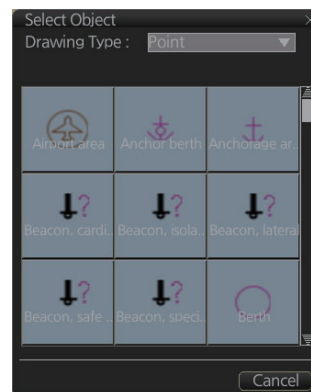 Select Object
Drawing Type : Point
Airport area
Anchor berth
Anchorage ar..
Beacon, cardi..
Beacon, isola..
Beacon, lateral
Beacon, safe ..
Beacon, speci..
Berth
Cancel